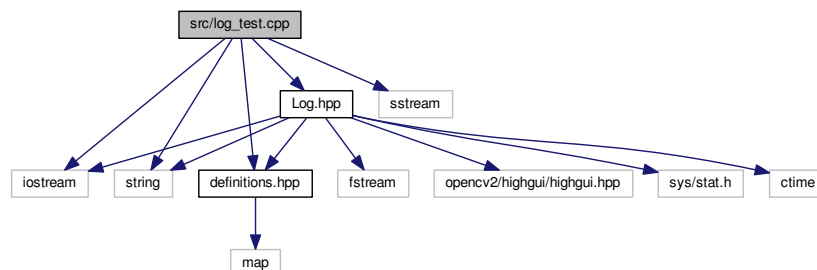 src/log_test.cpp
Log.hpp
sstream
iostream
string
definitions.hpp
fstream
opencv2/highgui/highgui.hpp
sys/stat.h
ctime
map